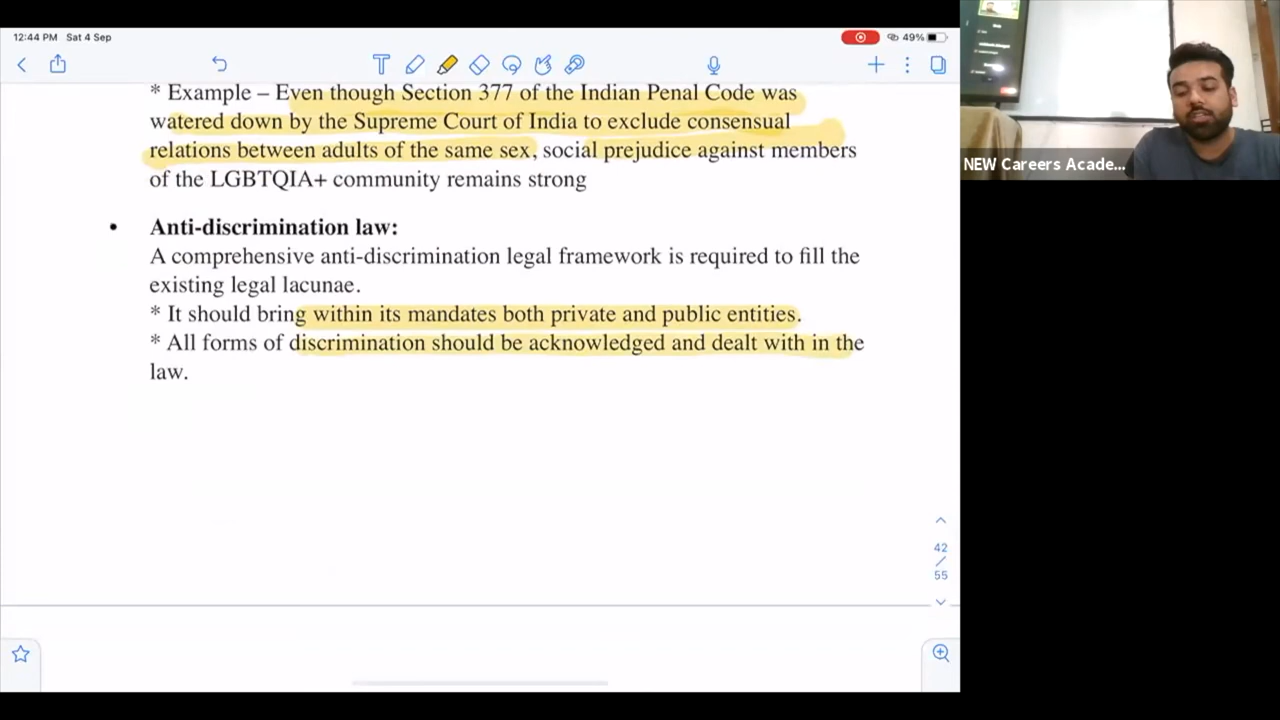 12:44 PM Sat 4 Sep
49%
* Example – Even though Section 377 of the Indian Penal Code was
watered down by the Supreme Court of India to exclude consensual
relations between adults of the same sex, social prejudice against members
of the LGBTQIA+ community remains strong
• Anti-discrimination law:
A comprehensive anti-discrimination legal framework is required to fill the
existing legal lacunae.
* It should bring within its mandates both private and public entities.
* All forms of discrimination should be acknowledged and dealt with in the
law.
42
/
55
NEW Careers Acade...